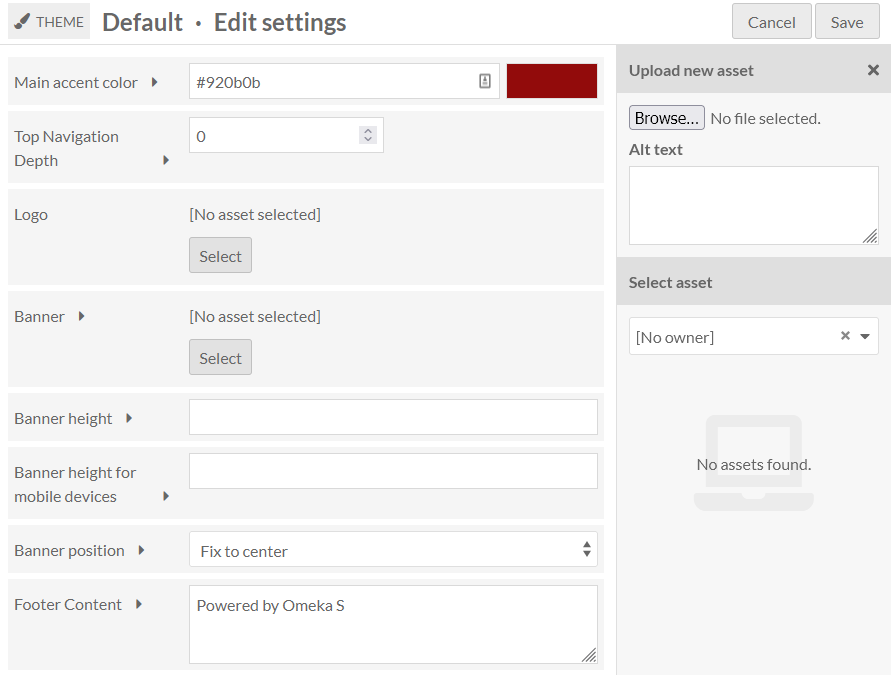 THEME Default · Edit settings
Cancel Save
Main accent color #920b0b
Top Navigation
Depth
0
Logo [No asset selected]
Select
Banner [No asset selected]
Select
Banner height
Banner height for
mobile devices
Banner position Fix to center
Footer Content Powered by Omeka S
Upload new asset
Browse... No file selected.
Alt text
Select asset
[No owner]
No assets found.